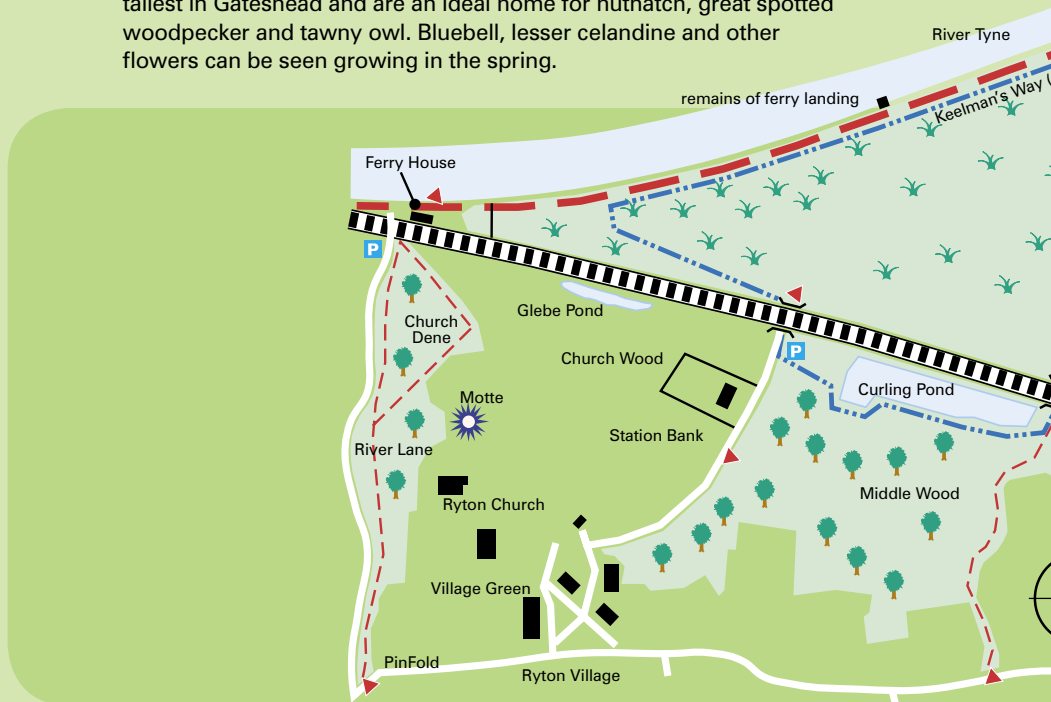 tallest in Gateshead and are an ideal home for nuthatch, great spotted
woodpecker and tawny owl. Bluebell, lesser celandine and other
flowers can be seen growing in the spring.
River Tyne
remains of ferry landing
Keelman's Way (
Ferry House
P
Glebe Pond
Church
Dene
Church Wood
P
Curling Pond
Motte
Station Bank
River Lane
Middle Wood
Ryton Church
Village Green
PinFold
Ryton Village